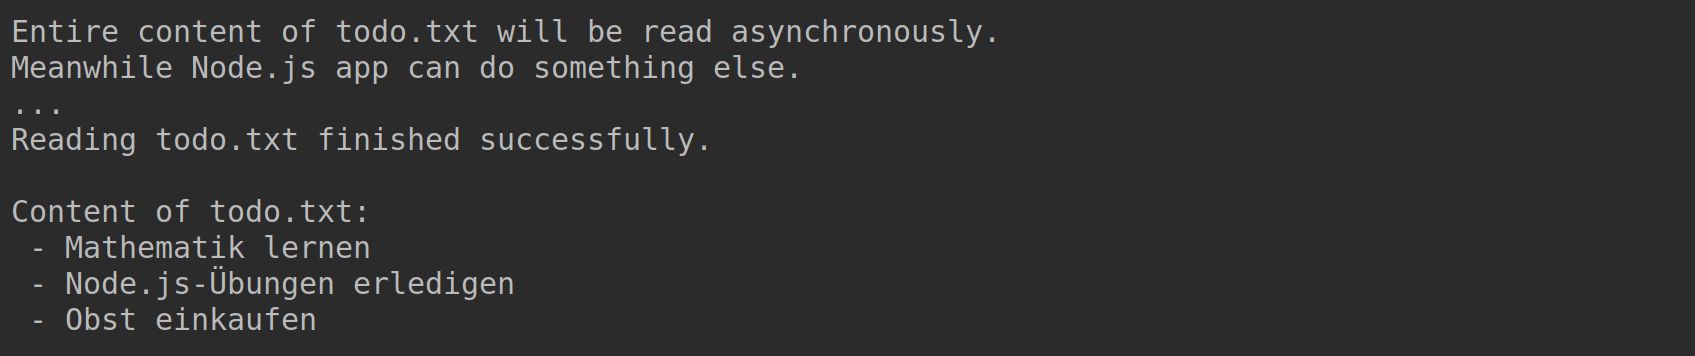 Entire content of todo.txt will be read asynchronously.
Meanwhile Node.js app can do something else.
...
Reading todo.txt finished successfully.

Content of todo.txt:
 - Mathematik lernen
 - Node.js-Übungen erledigen
 - Obst einkaufen